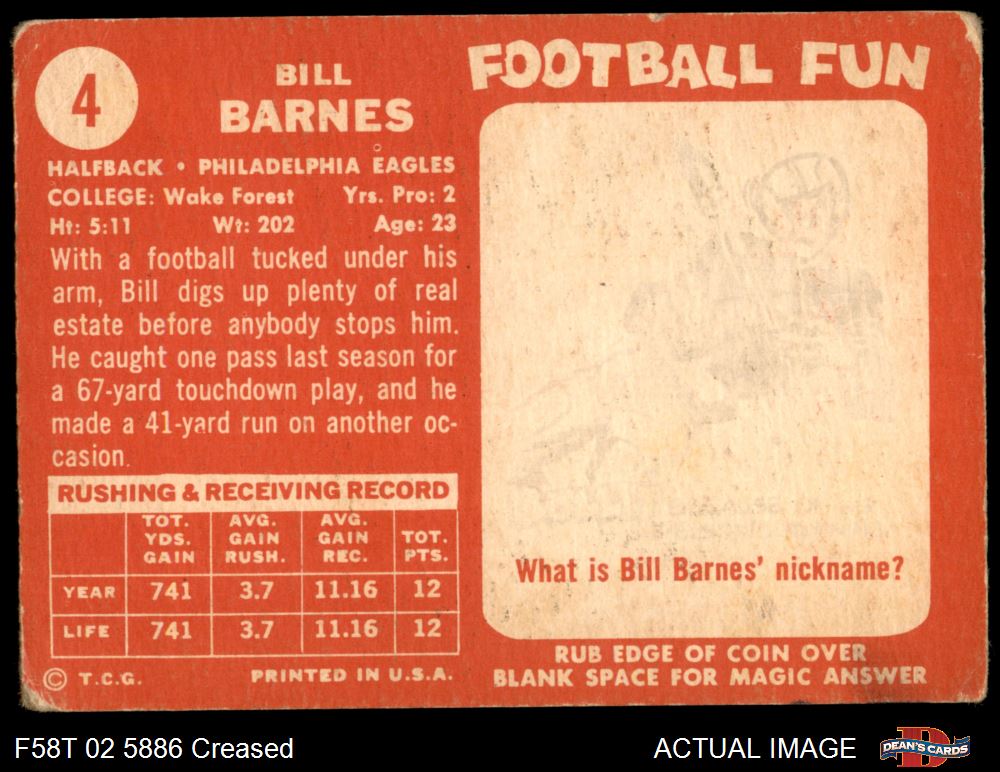 4
BILL
BARNES
HALFBACK • PHILADELPHIA EAGLES
COLLEGE: Wake Forest Yrs. Pro: 2
Ht: 5:11 Wt: 202 Age: 23
With a football tucked under his
arm, Bill digs up plenty of real
estate before anybody stops him.
He caught one pass last season for
a 67-yard touchdown play, and he
made a 41-yard run on another oc-
casion.
RUSHING & RECEIVING RECORD
TOT. YDS. GAIN AVG. GAIN RUSH. AVG. GAIN REC. TOT. PTS.
YEAR 741 3.7 11.16 12
LIFE 741 3.7 11.16 12
© T.C.G. PRINTED IN U.S.A.
FOOTBALL FUN
What is Bill Barnes' nickname?
RUB EDGE OF COIN OVER
BLANK SPACE FOR MAGIC ANSWER
F58T 02 5886 Creased ACTUAL IMAGE D DEAN'S CARDS